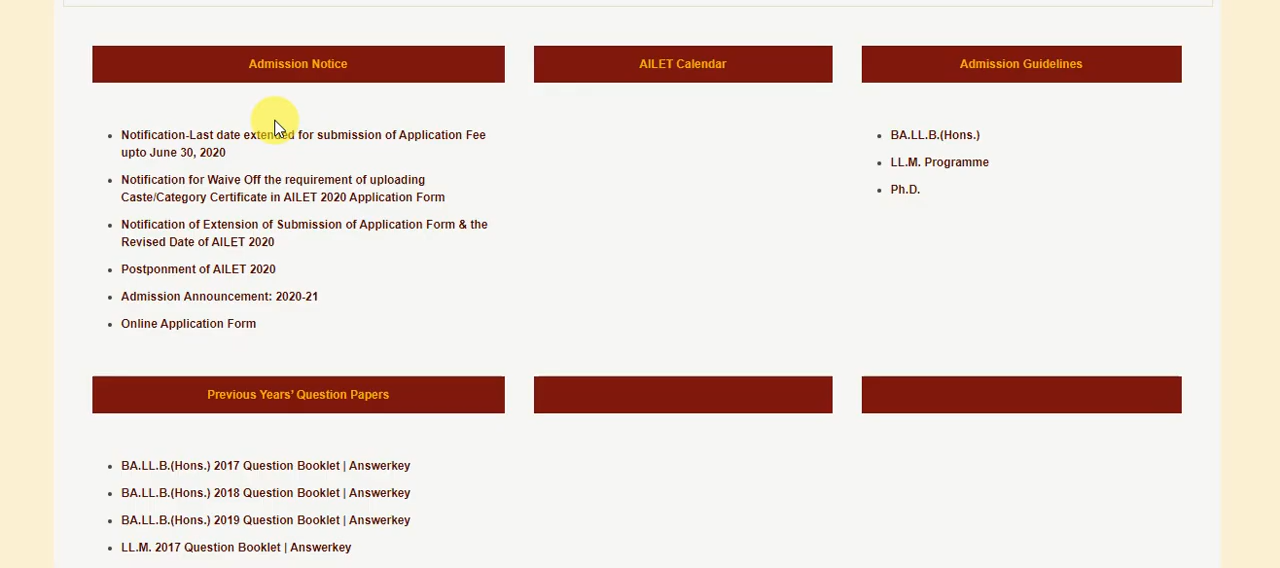 Admission Notice
AILET Calendar
Admission Guidelines
Notification-Last date extended for submission of Application Fee
upto June 30, 2020
Notification for Waive Off the requirement of uploading
Caste/Category Certificate in AILET 2020 Application Form
Notification of Extension of Submission of Application Form & the
Revised Date of AILET 2020
Postponment of AILET 2020
Admission Announcement: 2020-21
Online Application Form
BA.LL.B.(Hons.)
LL.M. Programme
Ph.D.
Previous Years' Question Papers
BA.LL.B.(Hons.) 2017 Question Booklet | Answerkey
BA.LL.B.(Hons.) 2018 Question Booklet | Answerkey
BA.LL.B.(Hons.) 2019 Question Booklet | Answerkey
LL.M. 2017 Question Booklet | Answerkey